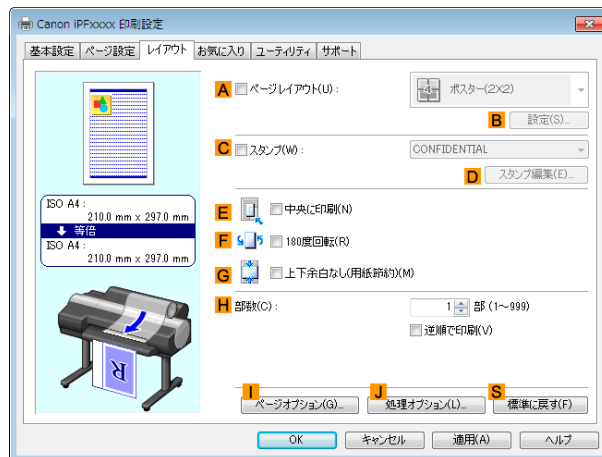 Canon iPFxxxx 印刷設定
基本設定 ページ設定 レイアウト お気に入り ユーティリティ サポート
A ページレイアウト(U) : 4 ポスター(2X2)
B 設定(S)...
C スタンプ(W) : CONFIDENTIAL
D スタンプ編集(E)...
ISO A4 :
210.0 mm x 297.0 mm
等倍
ISO A4 :
210.0 mm x 297.0 mm
E 中央に印刷(N)
F 180度回転(R)
G 上下余白なし(用紙節約)(M)
H 部数(C) : 1 部 (1～999)
逆順で印刷(V)
R
I ページオプション(G)...
J 処理オプション(L)...
S 標準に戻す(F)
OK キャンセル 適用(A) ヘルプ